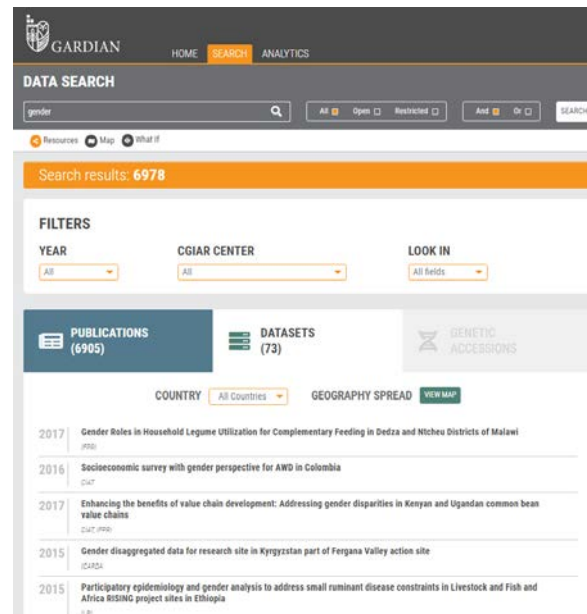 GARDIAN
HOME SEARCH ANALYTICS
DATA SEARCH
gender
All Open Restricted And Or SEARCH
Resources Map What If
Search results: 6978
FILTERS
YEAR CGIAR CENTER LOOK IN
All All All fields
PUBLICATIONS
(6905)
DATASETS
(73)
GENETIC
ACCESSIONS
COUNTRY All Countries GEOGRAPHY SPREAD VIEW MAP
2017 Gender Roles in Household Legume Utilization for Complementary Feeding in Dedza and Ntcheu Districts of Malawi
2016 Socioeconomic survey with gender perspective for AWD in Colombia
CIAT
2017 Enhancing the benefits of value chain development: Addressing gender disparities in Kenyan and Ugandan common bean
value chains
CIAT, IFPRI
2015 Gender disaggregated data for research site in Kyrgyzstan part of Fergana Valley action site
ICARDA
2015 Participatory epidemiology and gender analysis to address small ruminant disease constraints in Livestock and Fish and
Africa RISING project sites in Ethiopia